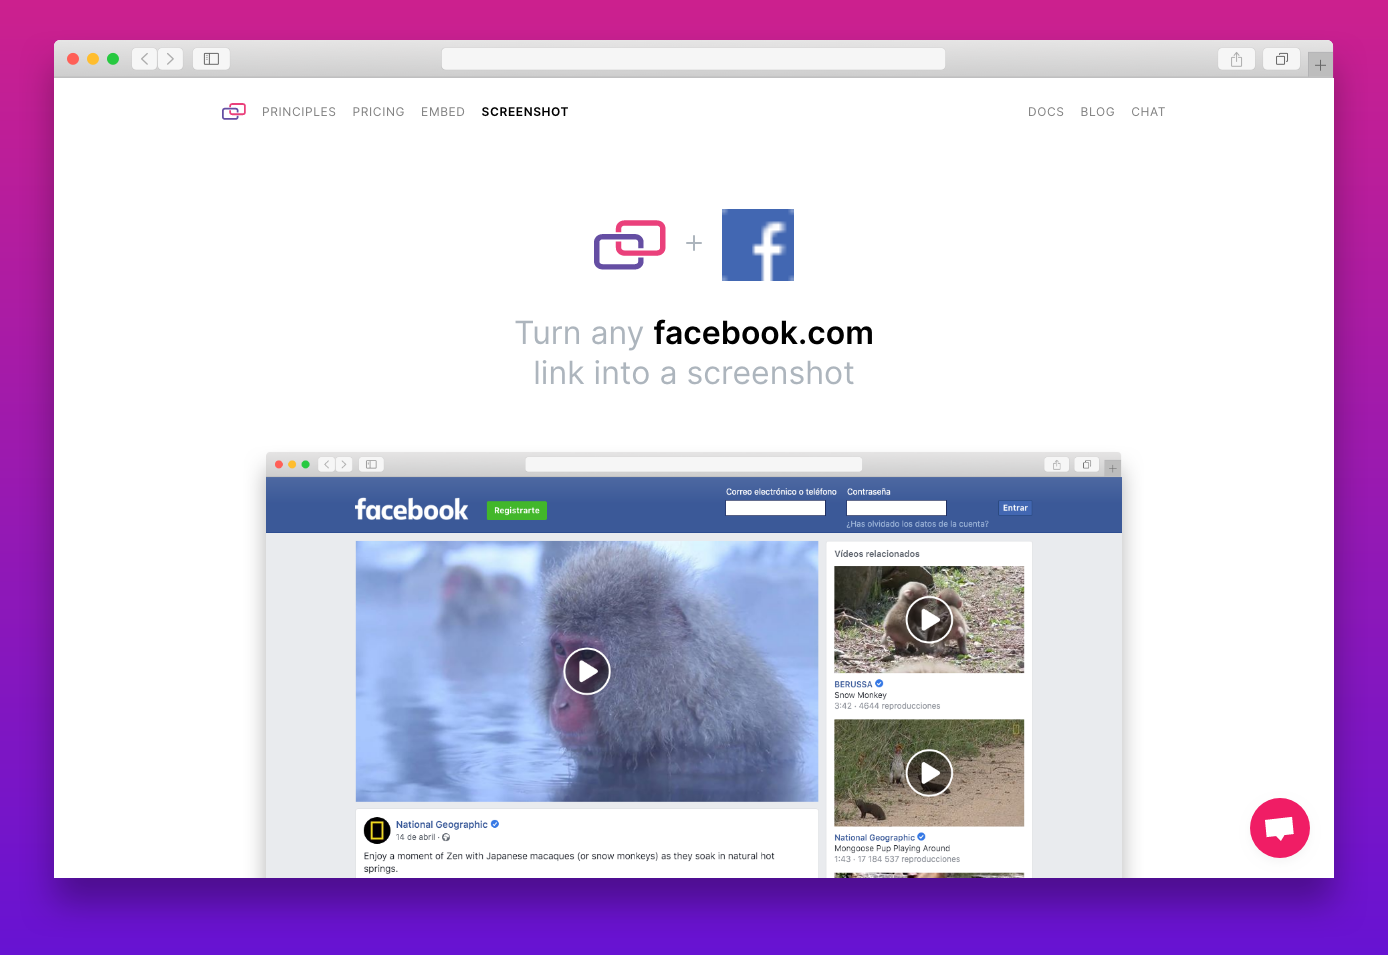 PRINCIPLES PRICING EMBED SCREENSHOT DOCS BLOG CHAT
Turn any facebook.com
link into a screenshot
facebook
Registrarte
Correo electrónico o teléfono
Contraseña
Entrar
¿Has olvidado los datos de la cuenta?
Vídeos relacionados
BERUSSA
Snow Monkey
3:42 · 4644 reproducciones
National Geographic
Mongoose Pup Playing Around
1:43 · 17 184 537 reproducciones
National Geographic
14 de abril ·
Enjoy a moment of Zen with Japanese macaques (or snow monkeys) as they soak in natural hot
springs.